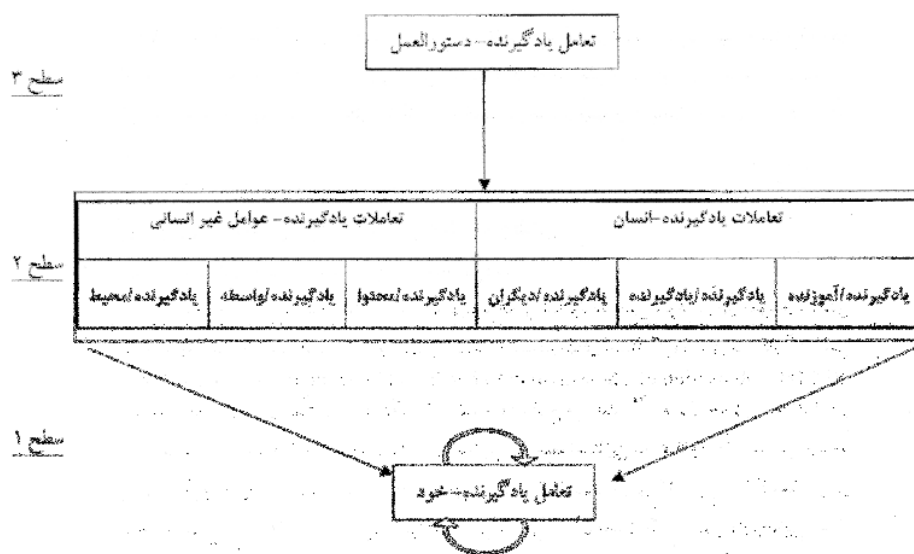 تعامل یادگیرنده-دستورالعمل
سطح ۳
تعاملات یادگیرنده-انسان
تعاملات یادگیرنده- عوامل غیر انسانی
سطح ۲
یادگیرنده/آموزنده
یادگیرنده/یادگیرنده
یادگیرنده/دیگران
یادگیرنده/محتوا
یادگیرنده/واسطه
یادگیرنده/محیط
سطح ۱
تعامل یادگیرنده-خود